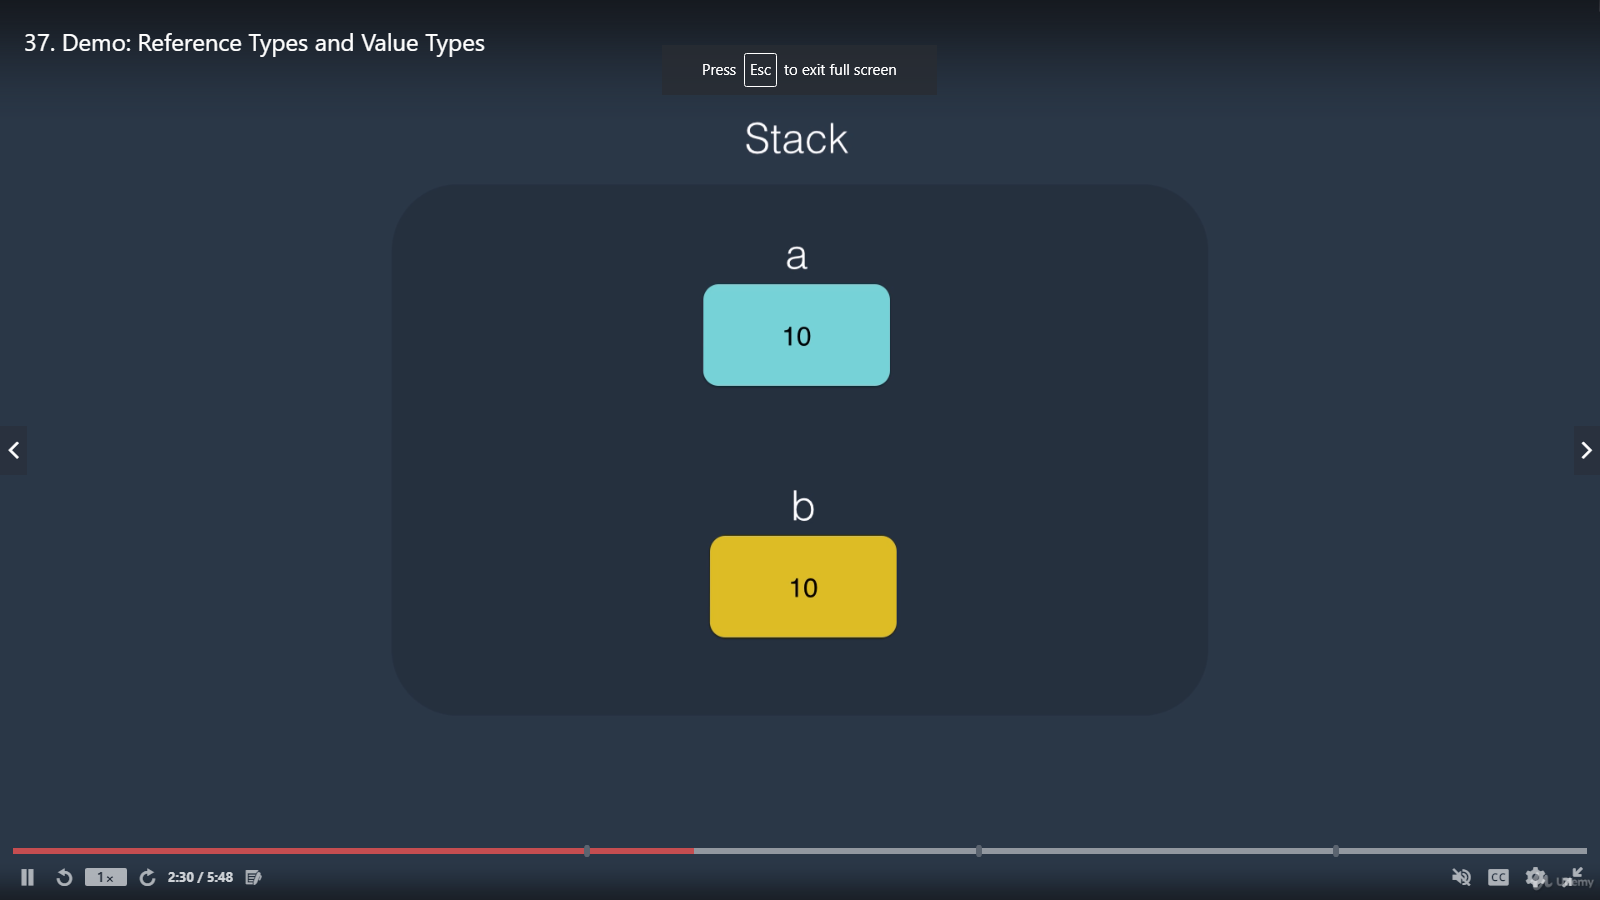 37. Demo: Reference Types and Value Types
Press Esc to exit full screen
Stack
a
10
b
10
1x
2:30 / 5:48
CC
Udemy